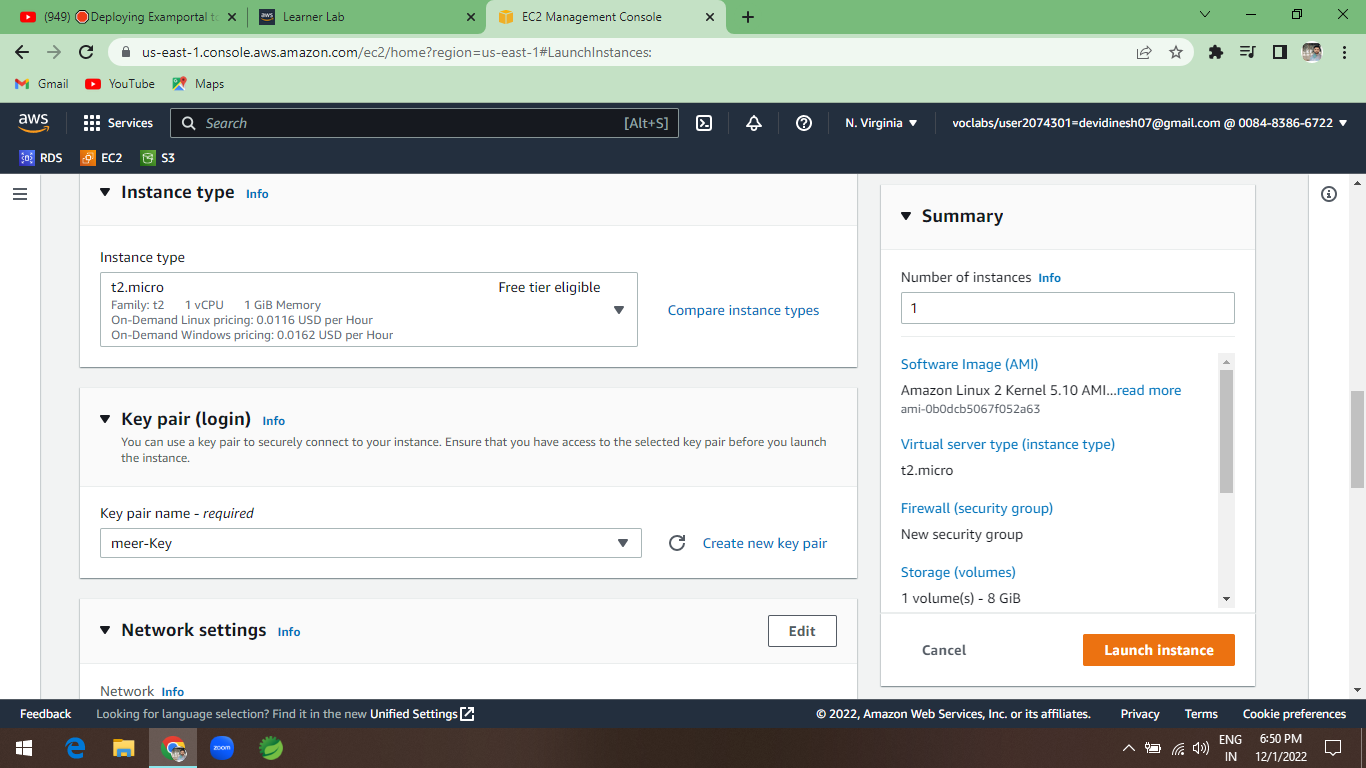 (949) 🔴Deploying Examportal to
Learner Lab
EC2 Management Console
us-east-1.console.aws.amazon.com/ec2/home?region=us-east-1#LaunchInstances:
Gmail YouTube Maps
aws Services Search [Alt+S] N. Virginia voclabs/user2074301=devidinesh07@gmail.com @ 0084-8386-6722
RDS EC2 S3
Instance type Info
Instance type
t2.micro Free tier eligible
Family: t2 1 vCPU 1 GiB Memory
On-Demand Linux pricing: 0.0116 USD per Hour
On-Demand Windows pricing: 0.0162 USD per Hour
Compare instance types
Key pair (login) Info
You can use a key pair to securely connect to your instance. Ensure that you have access to the selected key pair before you launch
the instance.
Key pair name - required
meer-Key
Create new key pair
Network settings Info
Edit
Network Info
Summary
Number of instances Info
1
Software Image (AMI)
Amazon Linux 2 Kernel 5.10 AMI...read more
ami-0b0dcb5067f052a63
Virtual server type (instance type)
t2.micro
Firewall (security group)
New security group
Storage (volumes)
1 volume(s) - 8 GiB
Cancel Launch instance
Feedback Looking for language selection? Find it in the new Unified Settings © 2022, Amazon Web Services, Inc. or its affiliates. Privacy Terms Cookie preferences
zoom
ENG
IN
6:50 PM
12/1/2022